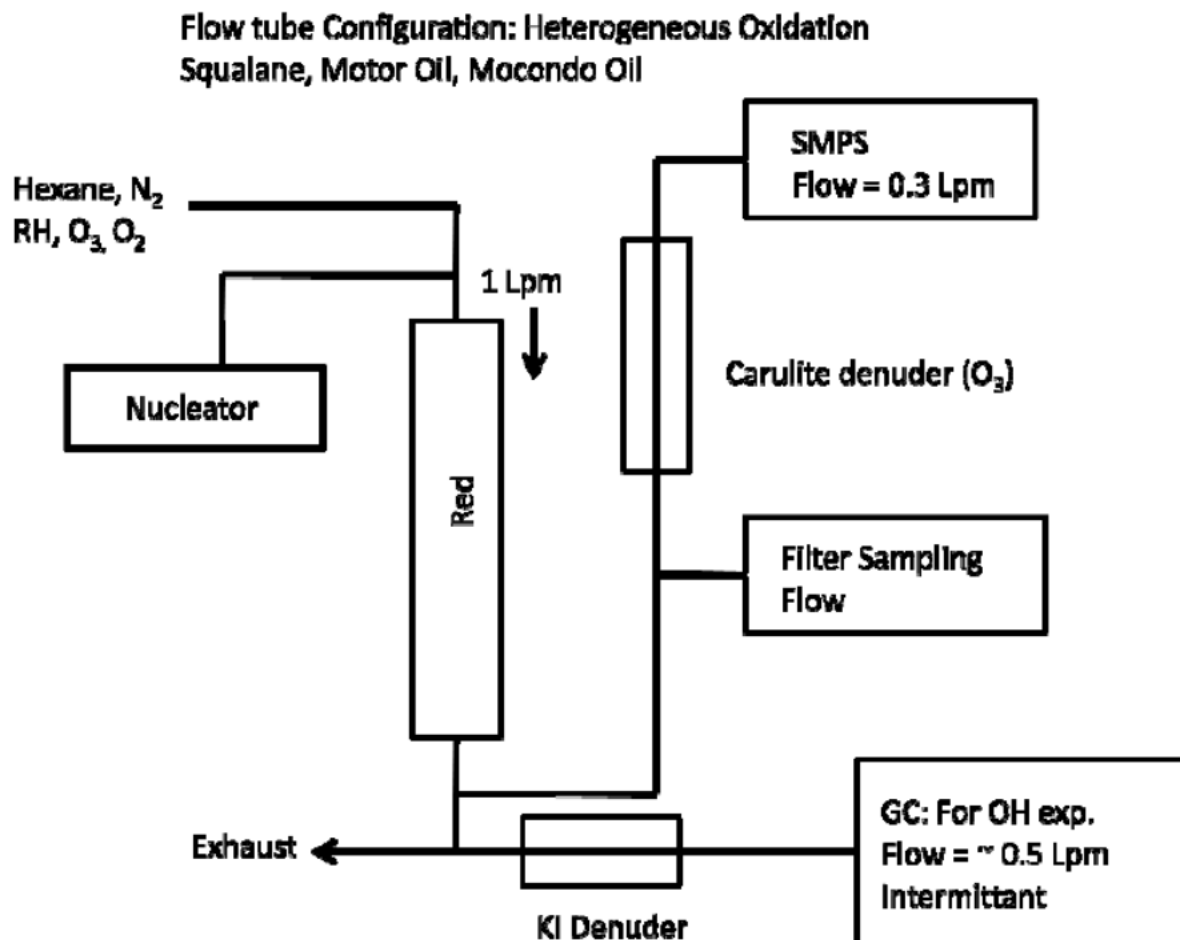 Flow tube Configuration: Heterogeneous Oxidation
Squalane, Motor Oil, Mocondo Oil
SMPS
Flow = 0.3 Lpm
Hexane, N₂
RH, O₃, O₂
1 Lpm
Carulite denuder (O₃)
Nucleator
Red
Filter Sampling
Flow
GC: For OH exp.
Flow = ~ 0.5 Lpm
Intermittant
Exhaust
KI Denuder